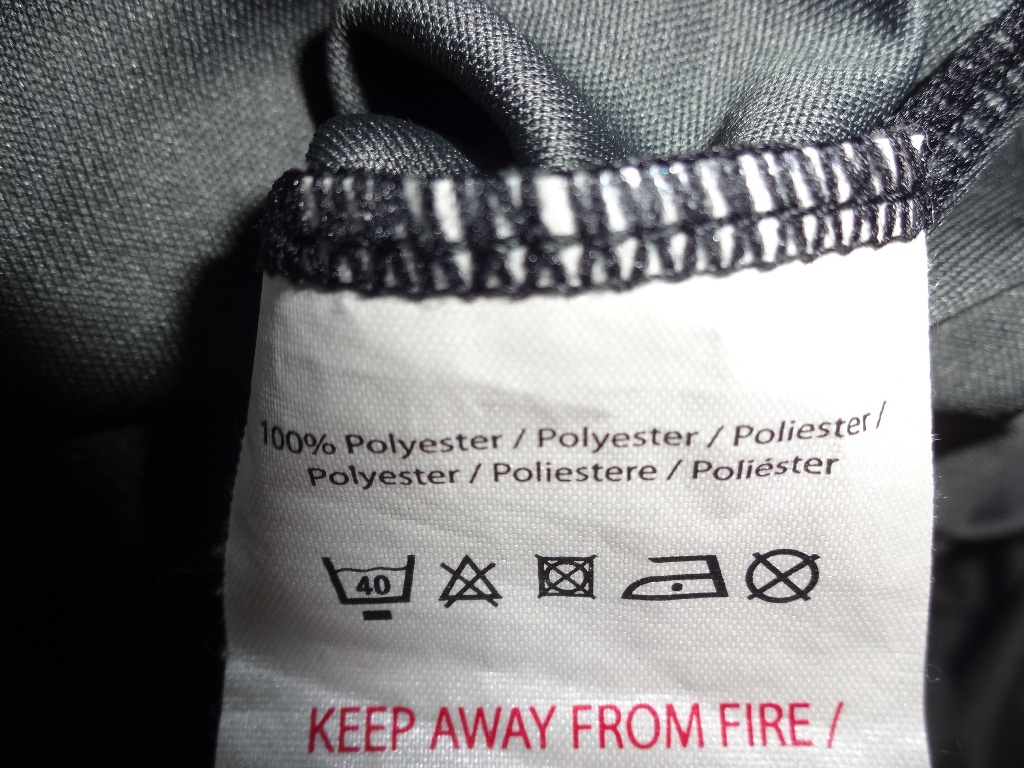 100% Polyester / Polyester / Poliester /
Polyester / Poliestere / Poliéster
40
KEEP AWAY FROM FIRE /